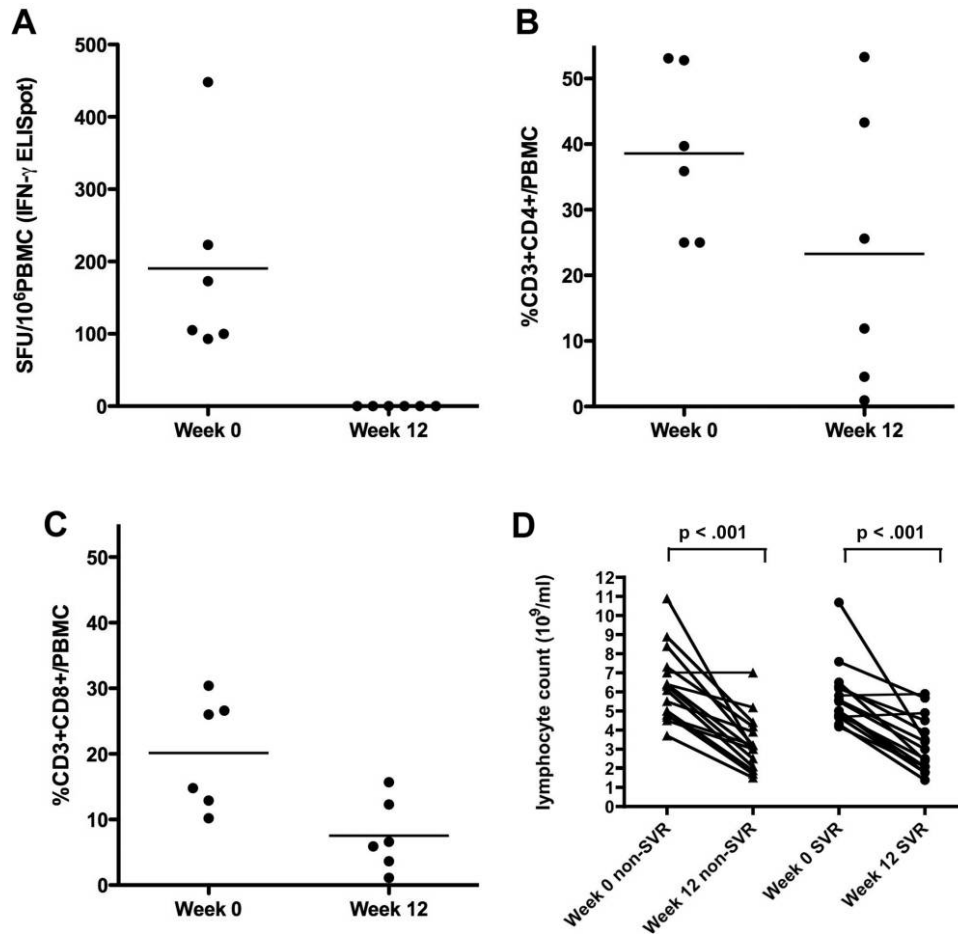 A
SFU/10⁶PBMC (IFN-γ ELISpot)
500
400
300
200
100
0
Week 0
Week 12
B
%CD3+CD4+/PBMC
50
40
30
20
10
0
Week 0
Week 12
C
%CD3+CD8+/PBMC
50
40
30
20
10
0
Week 0
Week 12
D
p < .001
p < .001
lymphocyte count (10⁹/ml)
12
11
10
9
8
7
6
5
4
3
2
1
0
Week 0 non-SVR
Week 12 non-SVR
Week 0 SVR
Week 12 SVR